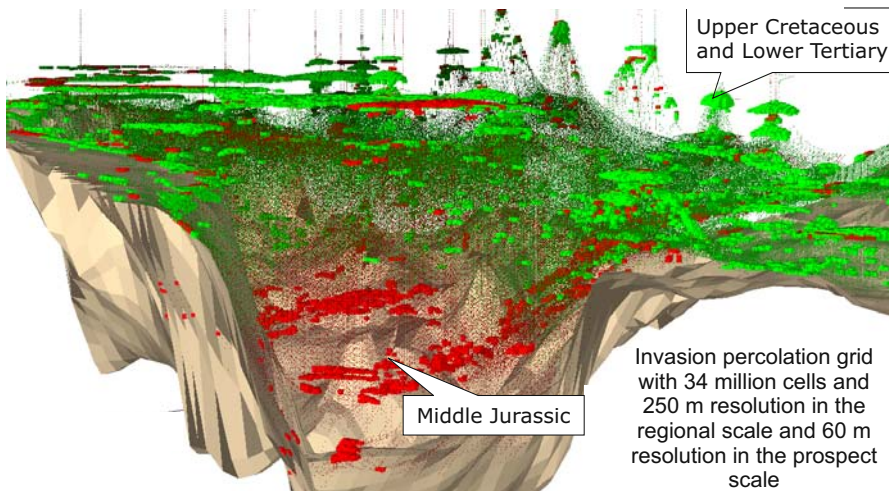 Upper Cretaceous
and Lower Tertiary
Middle Jurassic
Invasion percolation grid
with 34 million cells and
250 m resolution in the
regional scale and 60 m
resolution in the prospect
scale